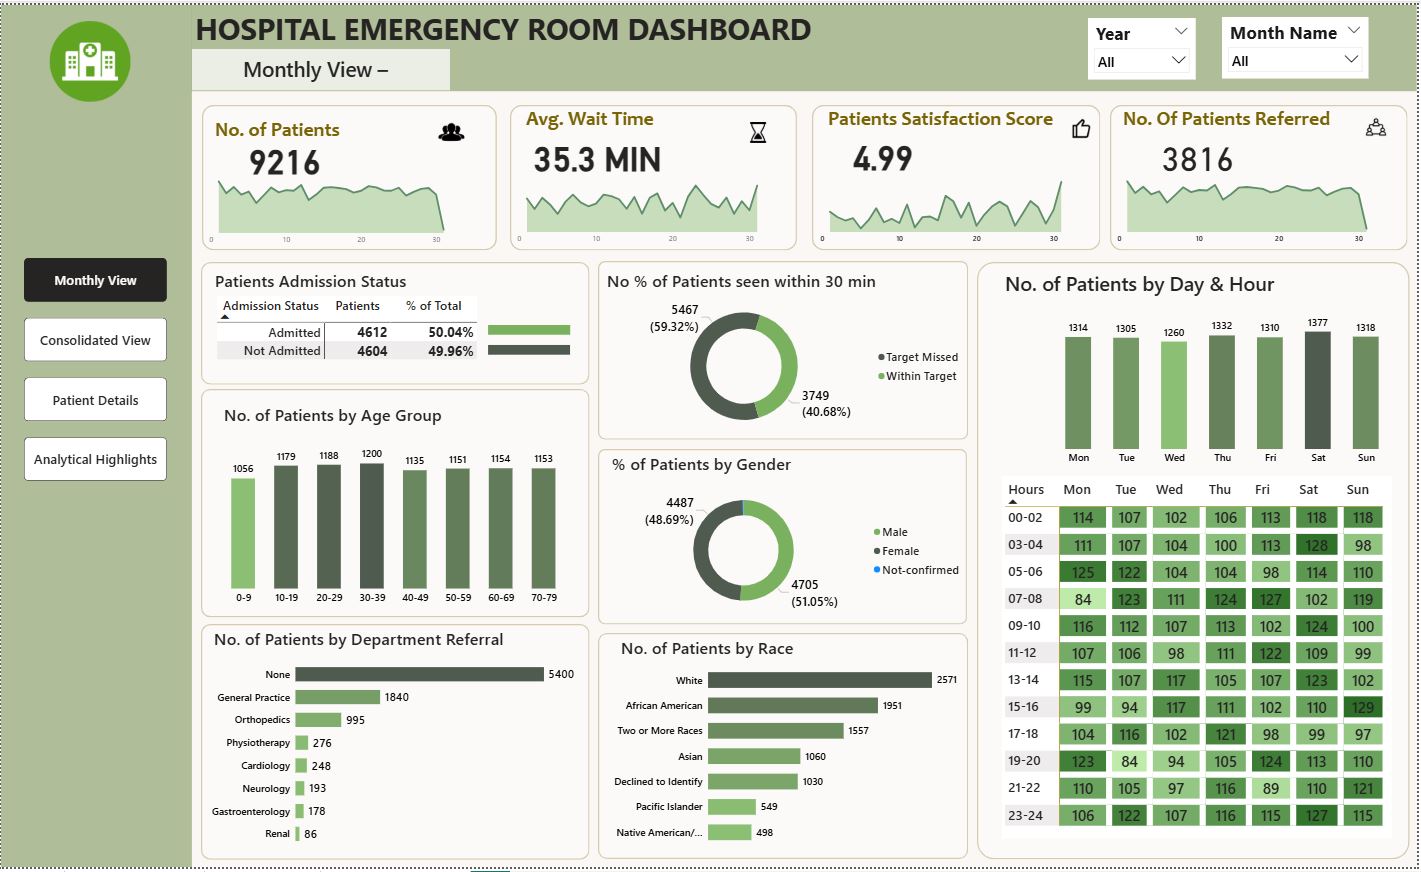 HOSPITAL EMERGENCY ROOM DASHBOARD
Monthly View –
Year
All
Month Name
All
Monthly View
Consolidated View
Patient Details
Analytical Highlights
No. of Patients
9216
0 10 20 30
Avg. Wait Time
35.3 MIN
0 10 20 30
Patients Satisfaction Score
4.99
0 10 20 30
No. Of Patients Referred
3816
0 10 20 30
Patients Admission Status
Admission Status Patients % of Total
Admitted 4612 50.04%
Not Admitted 4604 49.96%
No. of Patients by Age Group
1056 1179 1188 1200 1135 1151 1154 1153
0-9 10-19 20-29 30-39 40-49 50-59 60-69 70-79
No. of Patients by Department Referral
None 5400
General Practice 1840
Orthopedics 995
Physiotherapy 276
Cardiology 248
Neurology 193
Gastroenterology 178
Renal 86
No % of Patients seen within 30 min
5467
(59.32%)
Target Missed
Within Target
3749
(40.68%)
% of Patients by Gender
4487
(48.69%)
Male
Female
Not-confirmed
4705
(51.05%)
No. of Patients by Race
White 2571
African American 1951
Two or More Races 1557
Asian 1060
Declined to Identify 1030
Pacific Islander 549
Native American/... 498
No. of Patients by Day & Hour
1314 1305 1260 1332 1310 1377 1318
Mon Tue Wed Thu Fri Sat Sun
Hours Mon Tue Wed Thu Fri Sat Sun
00-02 114 107 102 106 113 118 118
03-04 111 107 104 100 113 128 98
05-06 125 122 104 104 98 114 110
07-08 84 123 111 124 127 102 119
09-10 116 112 107 113 102 124 100
11-12 107 106 98 111 122 109 99
13-14 115 107 117 105 107 123 102
15-16 99 94 117 111 102 110 129
17-18 104 116 102 121 98 99 97
19-20 123 84 94 105 124 113 110
21-22 110 105 97 116 89 110 121
23-24 106 122 107 116 115 127 115